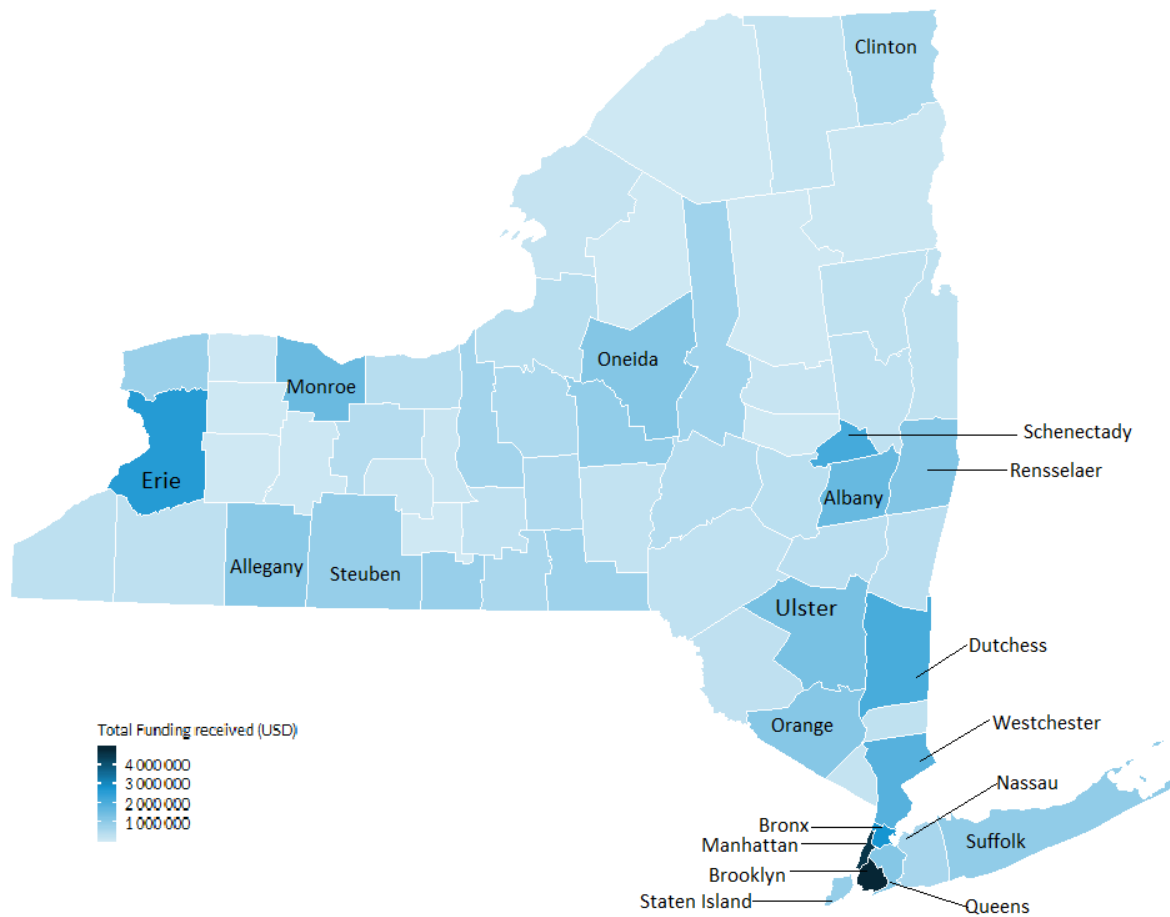 Clinton
Oneida
Monroe
Schenectady
Rensselaer
Erie
Albany
Allegany
Steuben
Ulster
Dutchess
Orange
Westchester
Total Funding received (USD)
4 000 000
3 000 000
2 000 000
1 000 000
Nassau
Bronx
Manhattan
Suffolk
Brooklyn
Staten Island
Queens